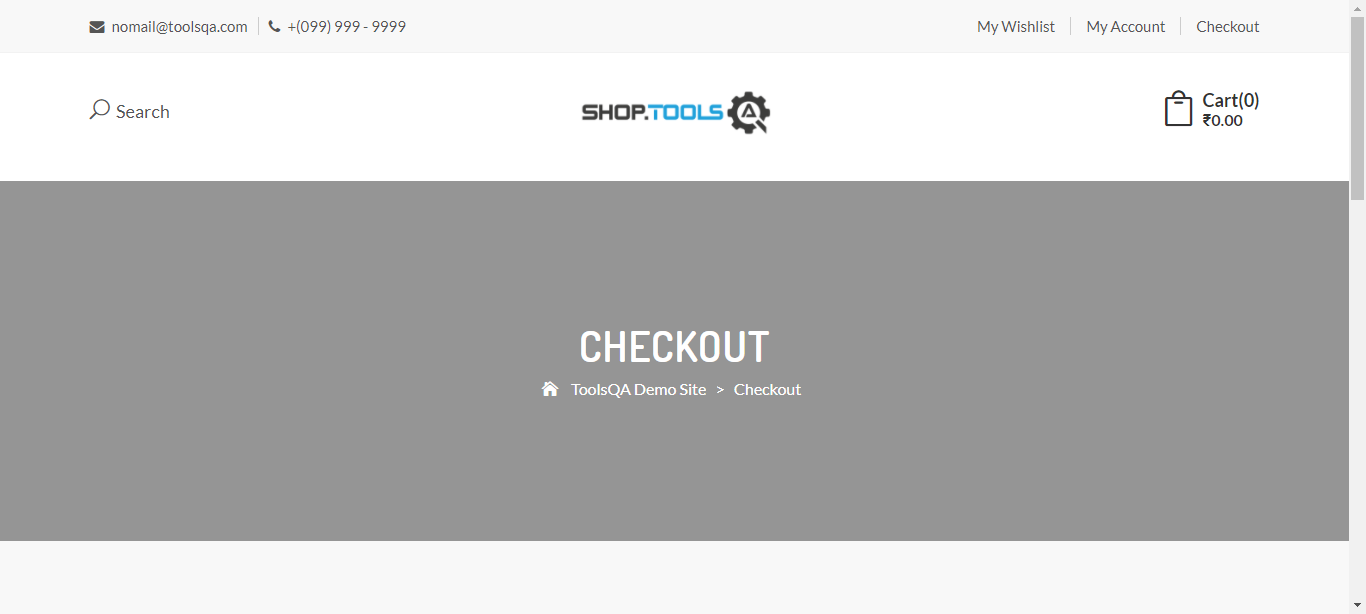 nomail@toolsqa.com
+(099) 999 - 9999
My Wishlist
My Account
Checkout
Search
SHOP.TOOLS QA
Cart(0)
₹0.00
CHECKOUT
ToolsQA Demo Site > Checkout